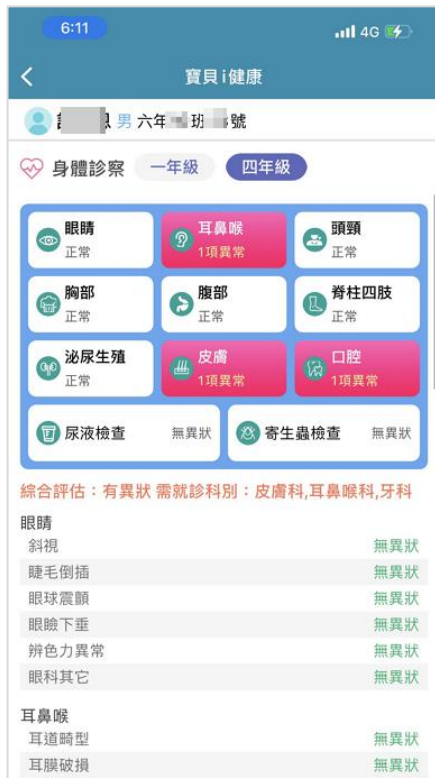 6:11
4G
寶貝i健康
男 六年 班 號
身體診察 一年級 四年級
眼睛 耳鼻喉 頭頸
正常 1項異常 正常
胸部 腹部 脊柱四肢
正常 正常 正常
泌尿生殖 皮膚 口腔
正常 1項異常 1項異常
尿液檢查 無異狀 寄生蟲檢查 無異狀
綜合評估：有異狀 需就診科別：皮膚科,耳鼻喉科,牙科
眼睛
斜視 無異狀
睫毛倒插 無異狀
眼球震顫 無異狀
眼瞼下垂 無異狀
辨色力異常 無異狀
眼科其它 無異狀
耳鼻喉
耳道畸型 無異狀
耳膜破損 無異狀